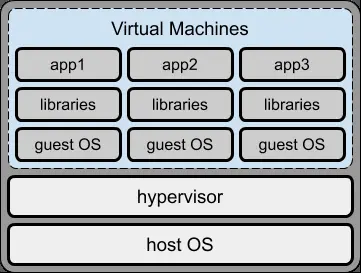 Virtual Machines
app1 app2 app3
libraries libraries libraries
guest OS guest OS guest OS
hypervisor
host OS